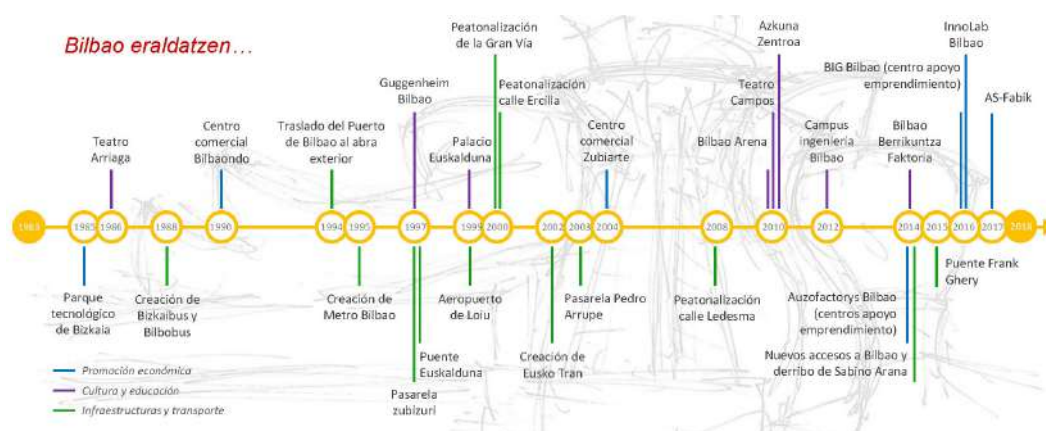 Bilbao eraldatzen...
Peatonalización
de la Gran Vía
Azkuna
Zentroa
InnoLab
Bilbao
Guggenheim
Bilbao
Peatonalización
calle Ercilla
Teatro
Campos
BIG Bilbao (centro apoyo
emprendimiento)
AS-Fabik
Teatro
Arriaga
Centro
comercial
Bilbaondo
Traslado del Puerto
de Bilbao al abra
exterior
Palacio
Euskalduna
Centro
comercial
Zubiarte
Bilbao Arena
Campus
ingeniería
Bilbao
Bilbao
Berrikuntza
Faktoria
1983 1985 1986 1988 1990 1994 1995 1997 1999 2000 2002 2003 2004 2008 2010 2012 2014 2015 2016 2017 2018
Parque
tecnológico
de Bizkaia
Creación de
Bizkaibus y
Bilbobus
Creación de
Metro Bilbao
Aeropuerto
de Loiu
Pasarela Pedro
Arrupe
Peatonalización
calle Ledesma
Puente Frank
Ghery
Auzofactorys Bilbao
(centros apoyo
emprendimiento)
Puente
Euskalduna
Creación de
Eusko Tran
Nuevos accesos a Bilbao y
derribo de Sabino Arana
Pasarela
zubizuri
Promoción económica
Cultura y educación
Infraestructuras y transporte